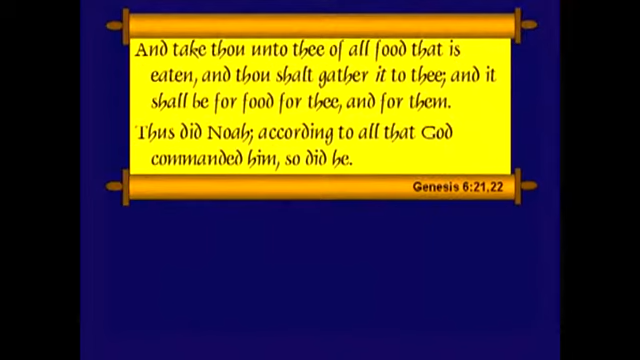 And take thou unto thee of all food that is
eaten, and thou shalt gather it to thee; and it
shall be for food for thee, and for them.
Thus did Noah; according to all that God
commanded him, so did he.
Genesis 6:21,22